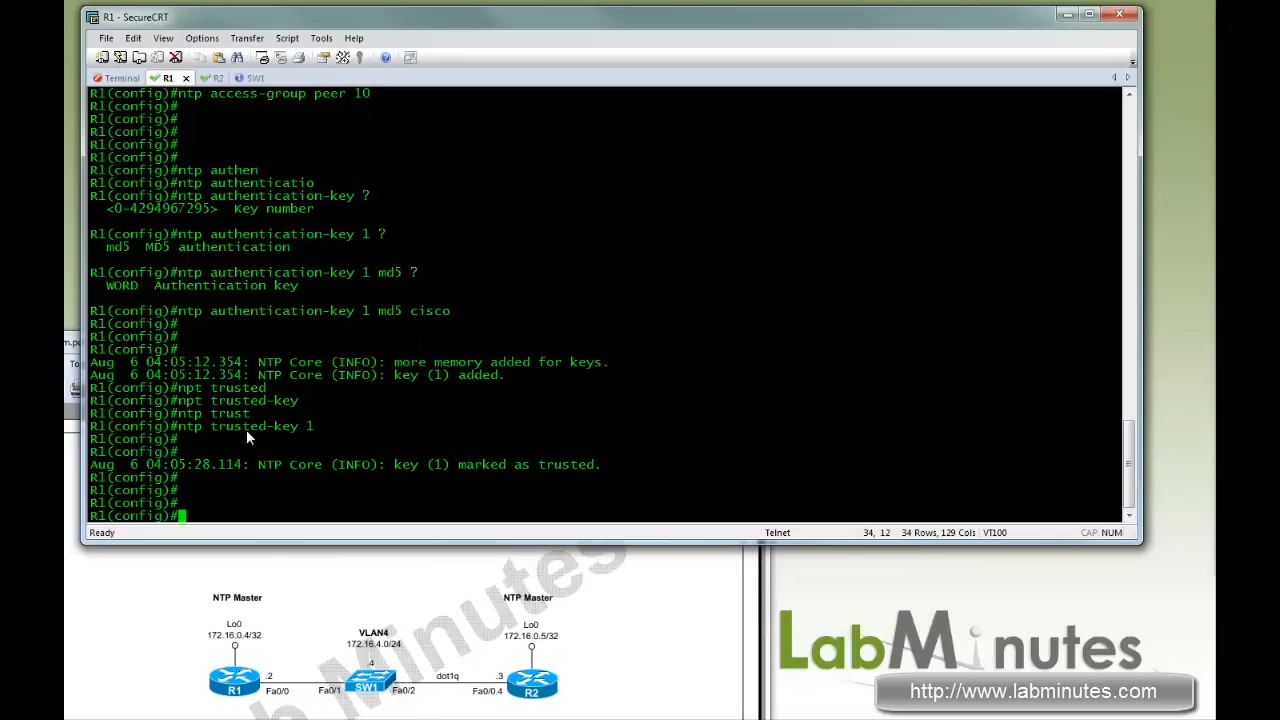 R1 - SecureCRT
File Edit View Options Transfer Script Tools Help
Terminal R1 R2 SW1
R1(config)#ntp access-group peer 10
R1(config)#
R1(config)#
R1(config)#
R1(config)#
R1(config)#
R1(config)#ntp authen
R1(config)#ntp authenticatio
R1(config)#ntp authentication-key ?
<0-4294967295> Key number
R1(config)#ntp authentication-key 1 ?
md5 MD5 authentication
R1(config)#ntp authentication-key 1 md5 ?
WORD Authentication key
R1(config)#ntp authentication-key 1 md5 cisco
R1(config)#
R1(config)#
R1(config)#
Aug 6 04:05:12.354: NTP Core (INFO): more memory added for keys.
Aug 6 04:05:12.354: NTP Core (INFO): key (1) added.
R1(config)#npt trusted
R1(config)#npt trusted-key
R1(config)#ntp trust
R1(config)#ntp trusted-key 1
R1(config)#
R1(config)#
Aug 6 04:05:28.114: NTP Core (INFO): key (1) marked as trusted.
R1(config)#
R1(config)#
R1(config)#
R1(config)#
Ready Telnet 34, 12 34 Rows, 129 Cols VT100 CAP NUM
NTP Master NTP Master
Lo0 VLAN4 Lo0
172.16.0.4/32 172.16.4.0/24 172.16.0.5/32
.4
.2 dot1q .3
R1 Fa0/0 Fa0/1 SW1 Fa0/2 Fa0/0.4 R2
Minutes
LabMinutes
http://www.labminutes.com